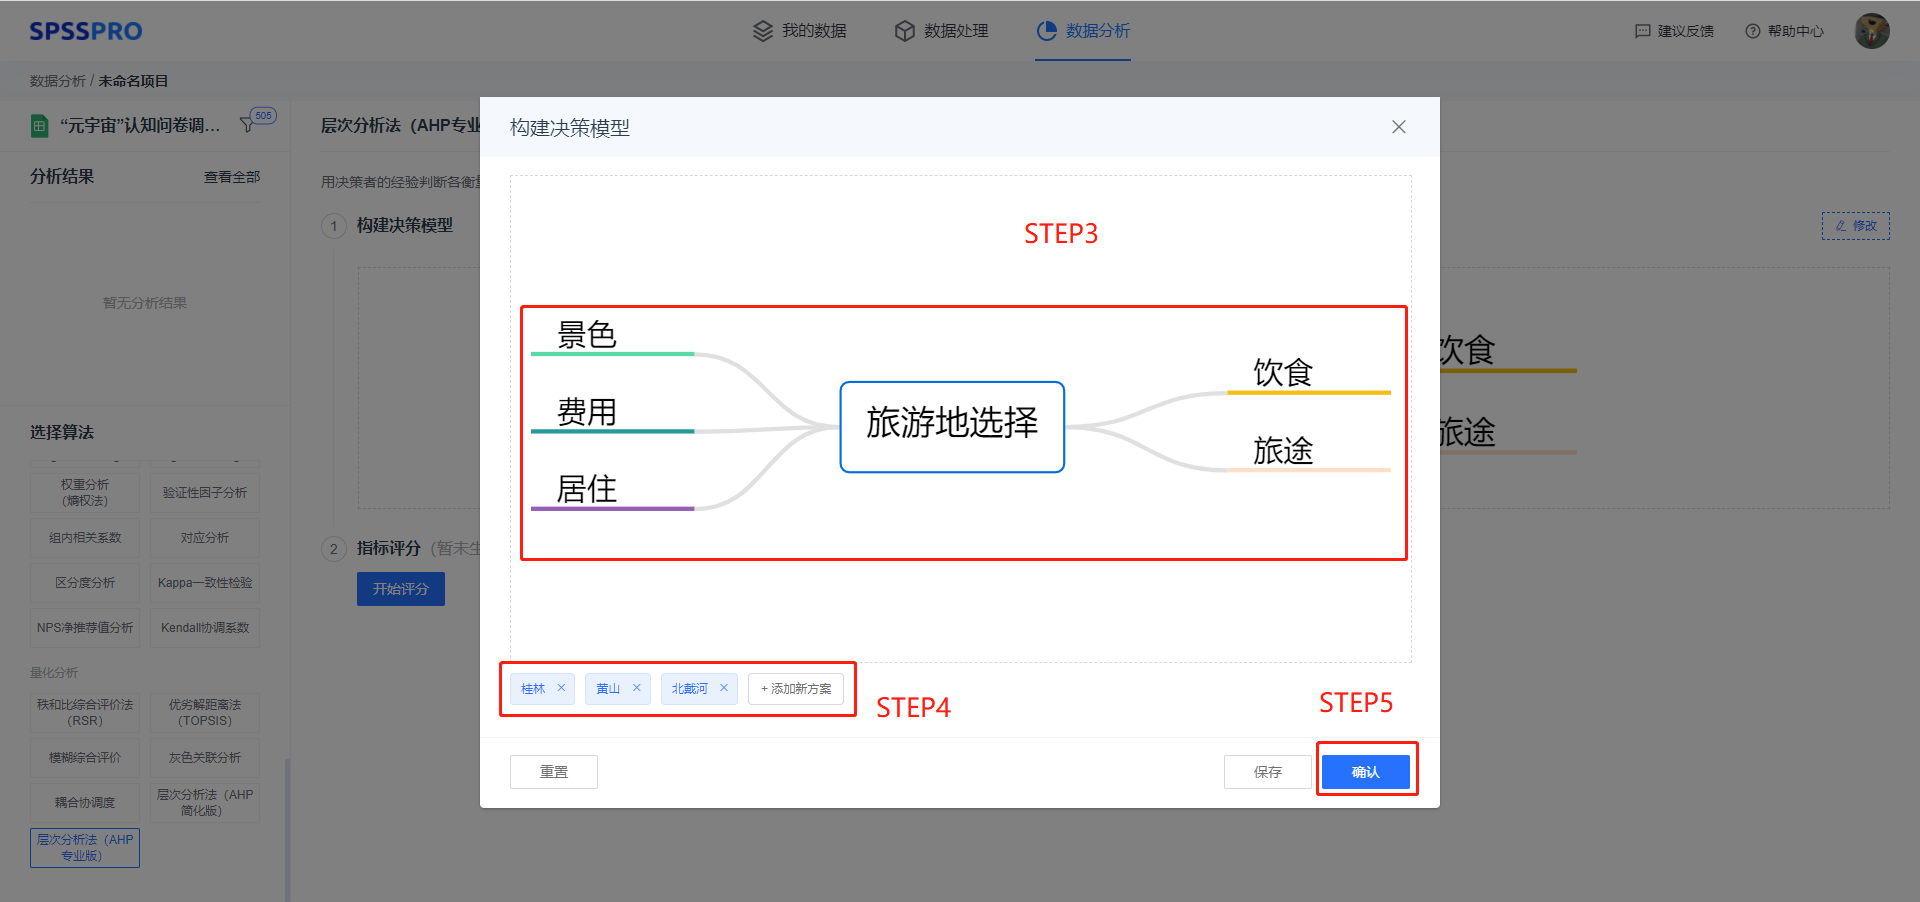 SPSSPRO
我的数据
数据处理
数据分析
建议反馈
帮助中心
数据分析 / 未命名项目
“元宇宙”认知问卷调...
505
层次分析法（AHP专业
构建决策模型
分析结果
查看全部
用决策者的经验判断各衡
1
构建决策模型
修改
STEP3
暂无分析结果
景色
费用
居住
旅游地选择
饮食
旅途
饮食
旅途
选择算法
权重分析
（熵权法）
验证性因子分析
组内相关系数
对应分析
区分度分析
Kappa一致性检验
NPS净推荐值分析
Kendall协调系数
2
指标评分
（暂未生
开始评分
量化分析
秩和比综合评价法
（RSR）
优劣解距离法
（TOPSIS）
模糊综合评价
灰色关联分析
耦合协调度
层次分析法（AHP
简化版）
层次分析法（AHP
专业版）
桂林
黄山
北戴河
+ 添加新方案
STEP4
STEP5
重置
保存
确认